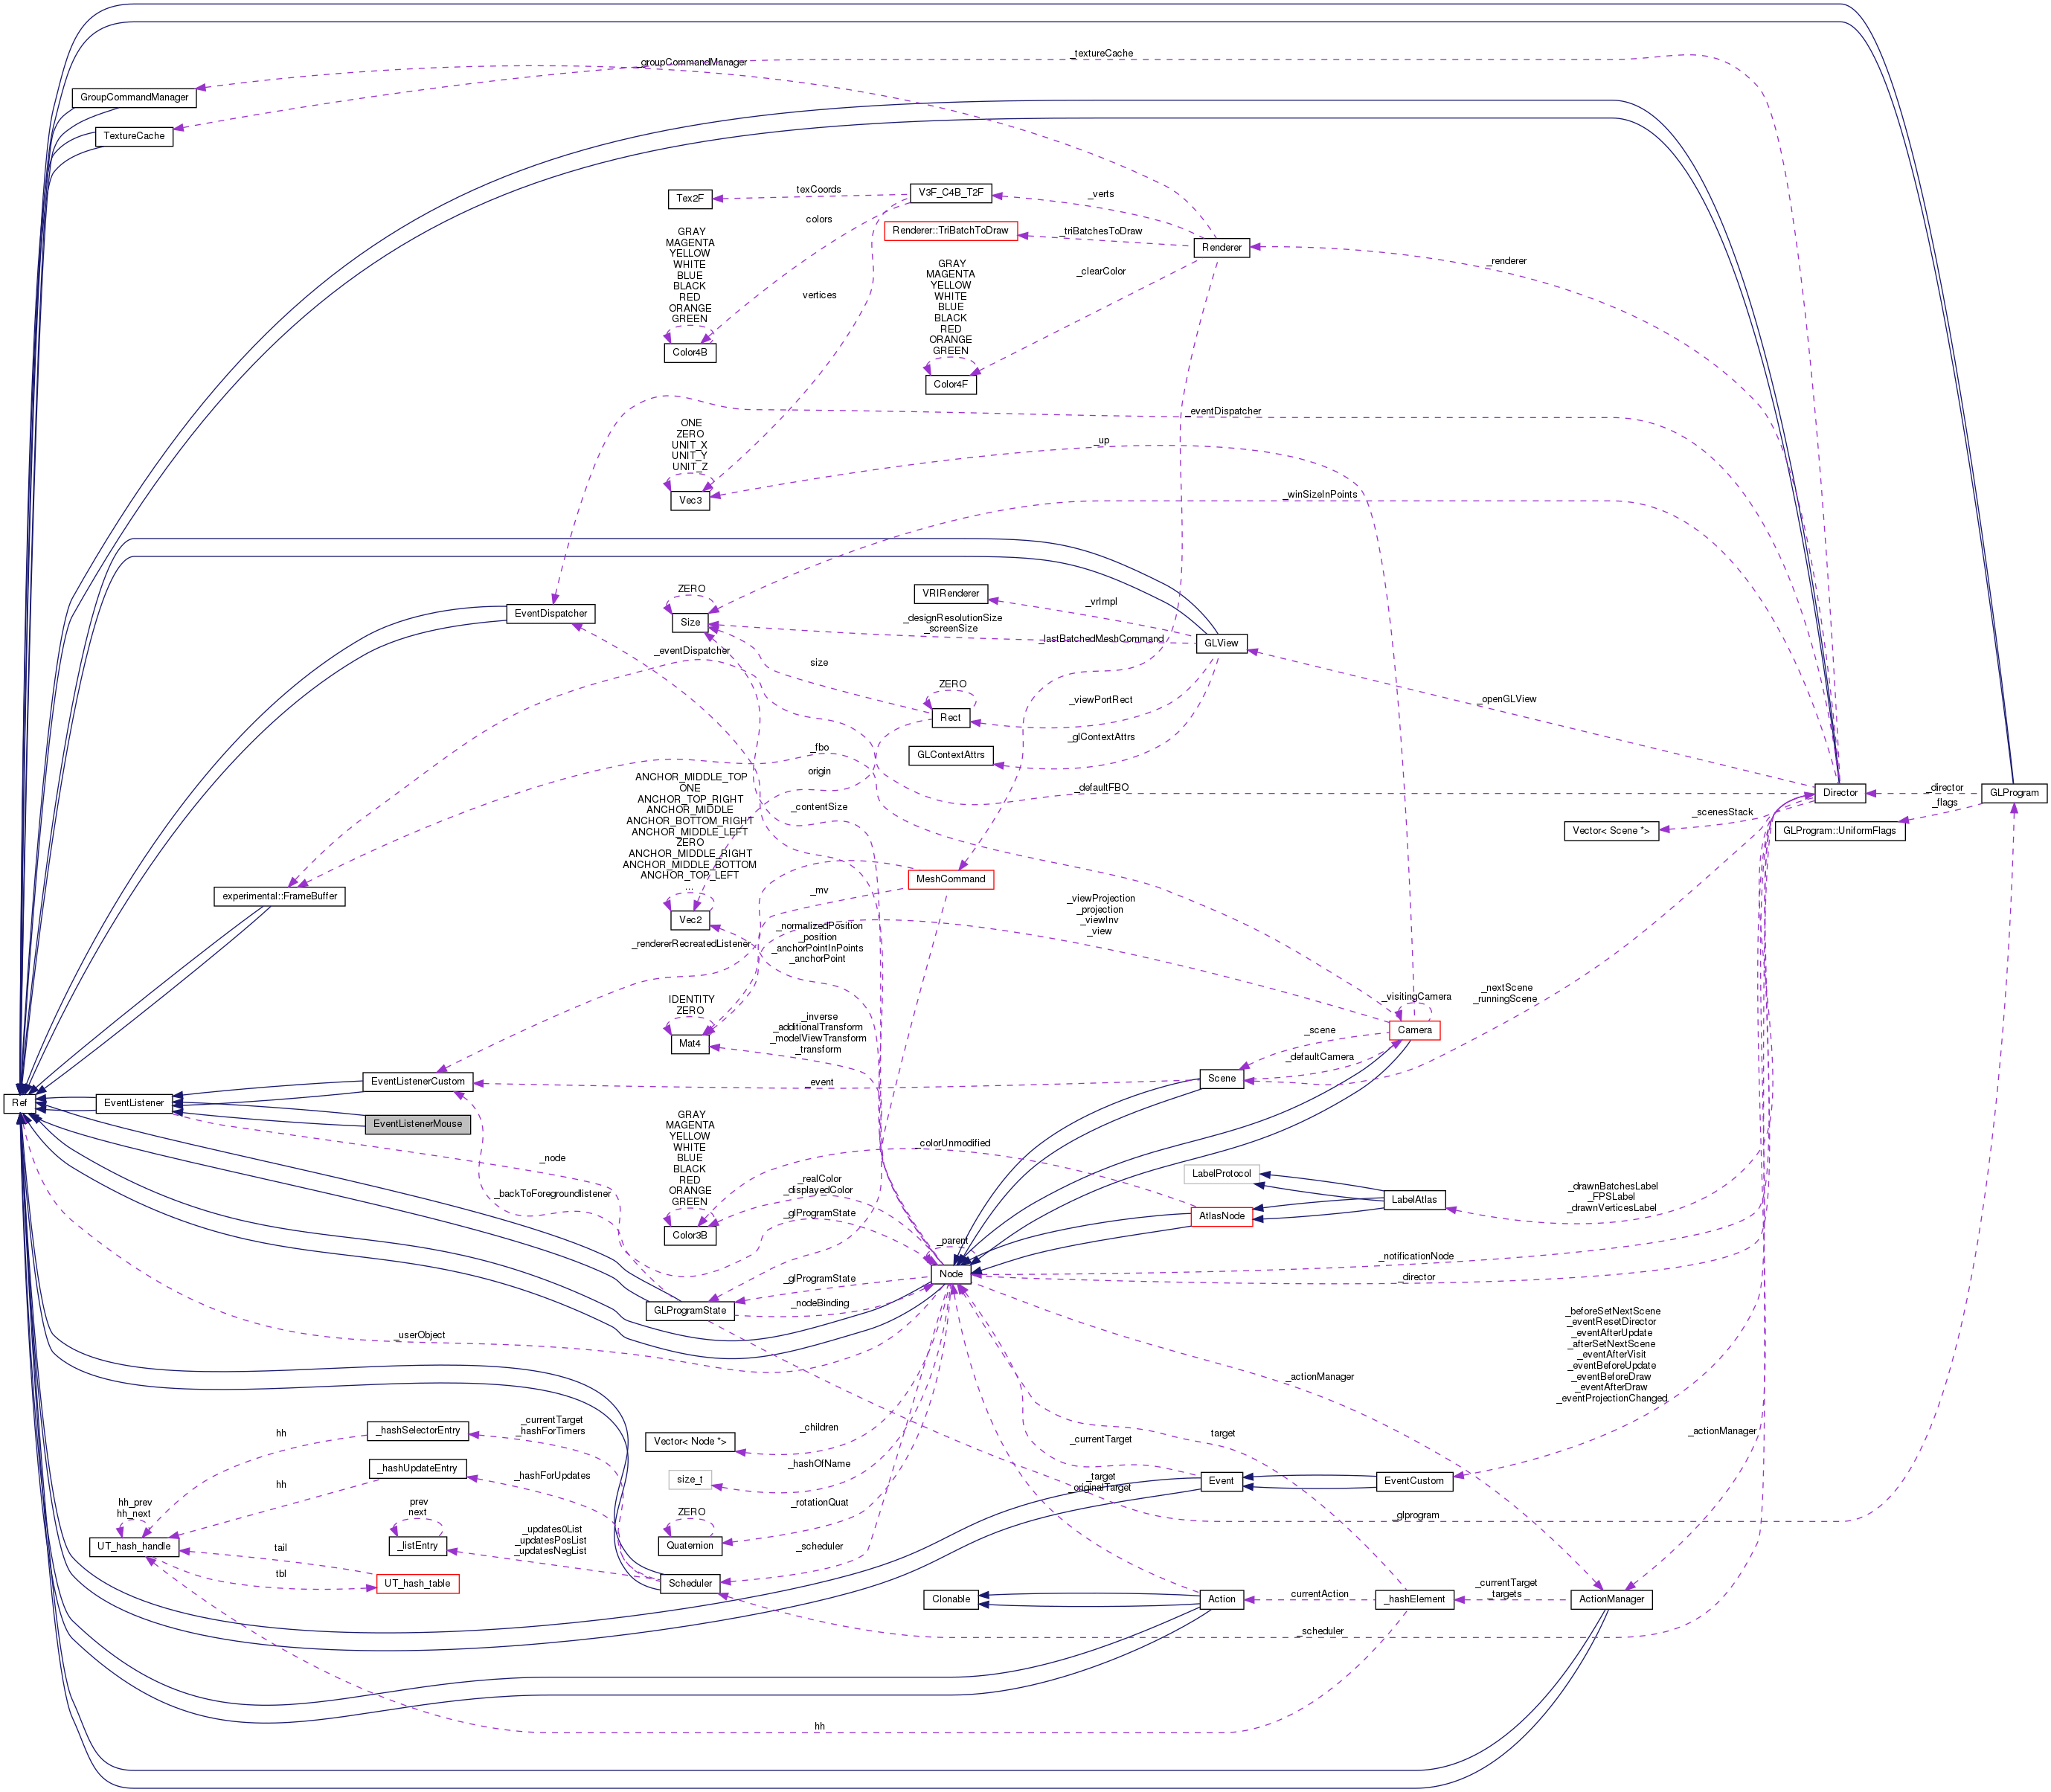 _textureCache
_groupCommandManager
GroupCommandManager
TextureCache
texCoords
V3F_C4B_T2F
_verts
Tex2F
colors
Renderer::TriBatchToDraw
_triBatchesToDraw
Renderer
_renderer
GRAY
MAGENTA
YELLOW
WHITE
BLUE
BLACK
RED
ORANGE
GREEN
Color4B
vertices
_clearColor
GRAY
MAGENTA
YELLOW
WHITE
BLUE
BLACK
RED
ORANGE
GREEN
Color4F
_eventDispatcher
ONE
ZERO
UNIT_X
UNIT_Y
UNIT_Z
Vec3
_up
_winSizeInPoints
ZERO
Size
EventDispatcher
VRIRenderer
_vrImpl
_designResolutionSize
_screenSize
_lastBatchedMeshCommand
GLView
_eventDispatcher
size
ZERO
Rect
_viewPortRect
_openGLView
_fbo
GLContextAttrs
_glContextAttrs
origin
_defaultFBO
Director
_director
GLProgram
_flags
GLProgram::UniformFlags
_scenesStack
Vector< Scene *>
ANCHOR_MIDDLE_TOP
ONE
ANCHOR_TOP_RIGHT
ANCHOR_MIDDLE
ANCHOR_BOTTOM_RIGHT
ANCHOR_MIDDLE_LEFT
ZERO
ANCHOR_MIDDLE_RIGHT
ANCHOR_MIDDLE_BOTTOM
ANCHOR_TOP_LEFT
...
Vec2
_contentSize
experimental::FrameBuffer
MeshCommand
_mv
_viewProjection
_projection
_viewInv
_view
_rendererRecreatedListener
_normalizedPosition
_position
_anchorPointInPoints
_anchorPoint
_nextScene
_runningScene
IDENTITY
ZERO
Mat4
_inverse
_additionalTransform
_modelViewTransform
_transform
_visitingCamera
Camera
_scene
_defaultCamera
Scene
_event
EventListenerCustom
Ref
EventListener
EventListenerMouse
GRAY
MAGENTA
YELLOW
WHITE
BLUE
BLACK
RED
ORANGE
GREEN
Color3B
_node
_backToForegroundlistener
_colorUnmodified
_realColor
_displayedColor
_glProgramState
LabelProtocol
LabelAtlas
AtlasNode
_drawnBatchesLabel
_FPSLabel
_drawnVerticesLabel
_parent
Node
_notificationNode
_director
_glProgramState
_nodeBinding
GLProgramState
_userObject
_beforeSetNextScene
_eventResetDirector
_eventAfterUpdate
_afterSetNextScene
_eventAfterVisit
_eventBeforeUpdate
_eventBeforeDraw
_eventAfterDraw
_eventProjectionChanged
_actionManager
_actionManager
_hashSelectorEntry
_currentTarget
_hashForTimers
hh
_hashUpdateEntry
_hashForUpdates
hh
Vector< Node *>
_children
size_t
_hashOfName
_currentTarget
target
_target
_originalTarget
Event
EventCustom
hh_prev
hh_next
UT_hash_handle
prev
next
_listEntry
_updates0List
_updatesPosList
_updatesNegList
ZERO
Quaternion
_rotationQuat
_glprogram
tail
tbl
UT_hash_table
_scheduler
Scheduler
Clonable
Action
currentAction
_hashElement
_currentTarget
_targets
ActionManager
_scheduler
hh